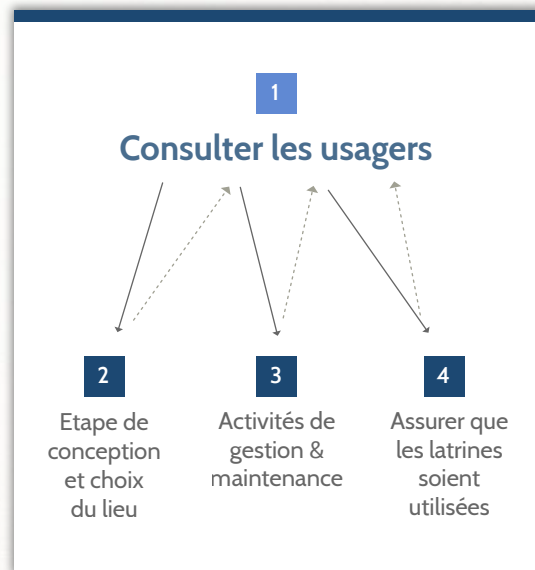 1
Consulter les usagers
2
Etape de
conception
et choix
du lieu
3
Activités de
gestion &
maintenance
4
Assurer que
les latrines
soient
utilisées